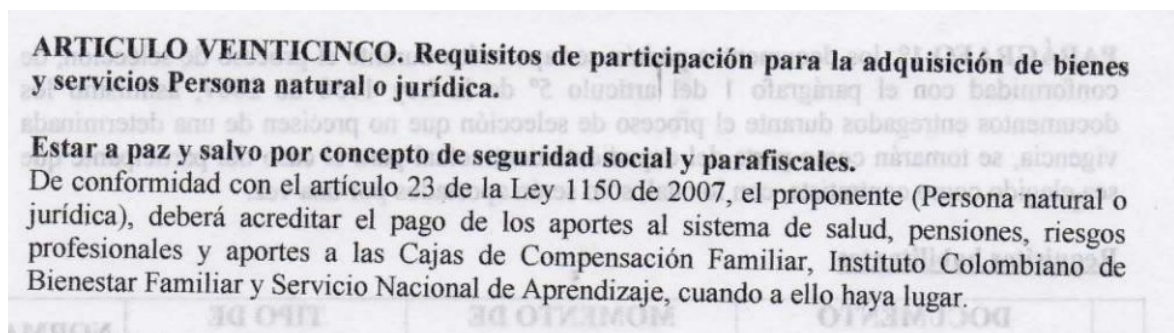 ARTICULO VEINTICINCO. Requisitos de participación para la adquisición de bienes
y servicios Persona natural o jurídica.
Estar a paz y salvo por concepto de seguridad social y parafiscales.
De conformidad con el artículo 23 de la Ley 1150 de 2007, el proponente (Persona natural o
jurídica), deberá acreditar el pago de los aportes al sistema de salud, pensiones, riesgos
profesionales y aportes a las Cajas de Compensación Familiar, Instituto Colombiano de
Bienestar Familiar y Servicio Nacional de Aprendizaje, cuando a ello haya lugar.